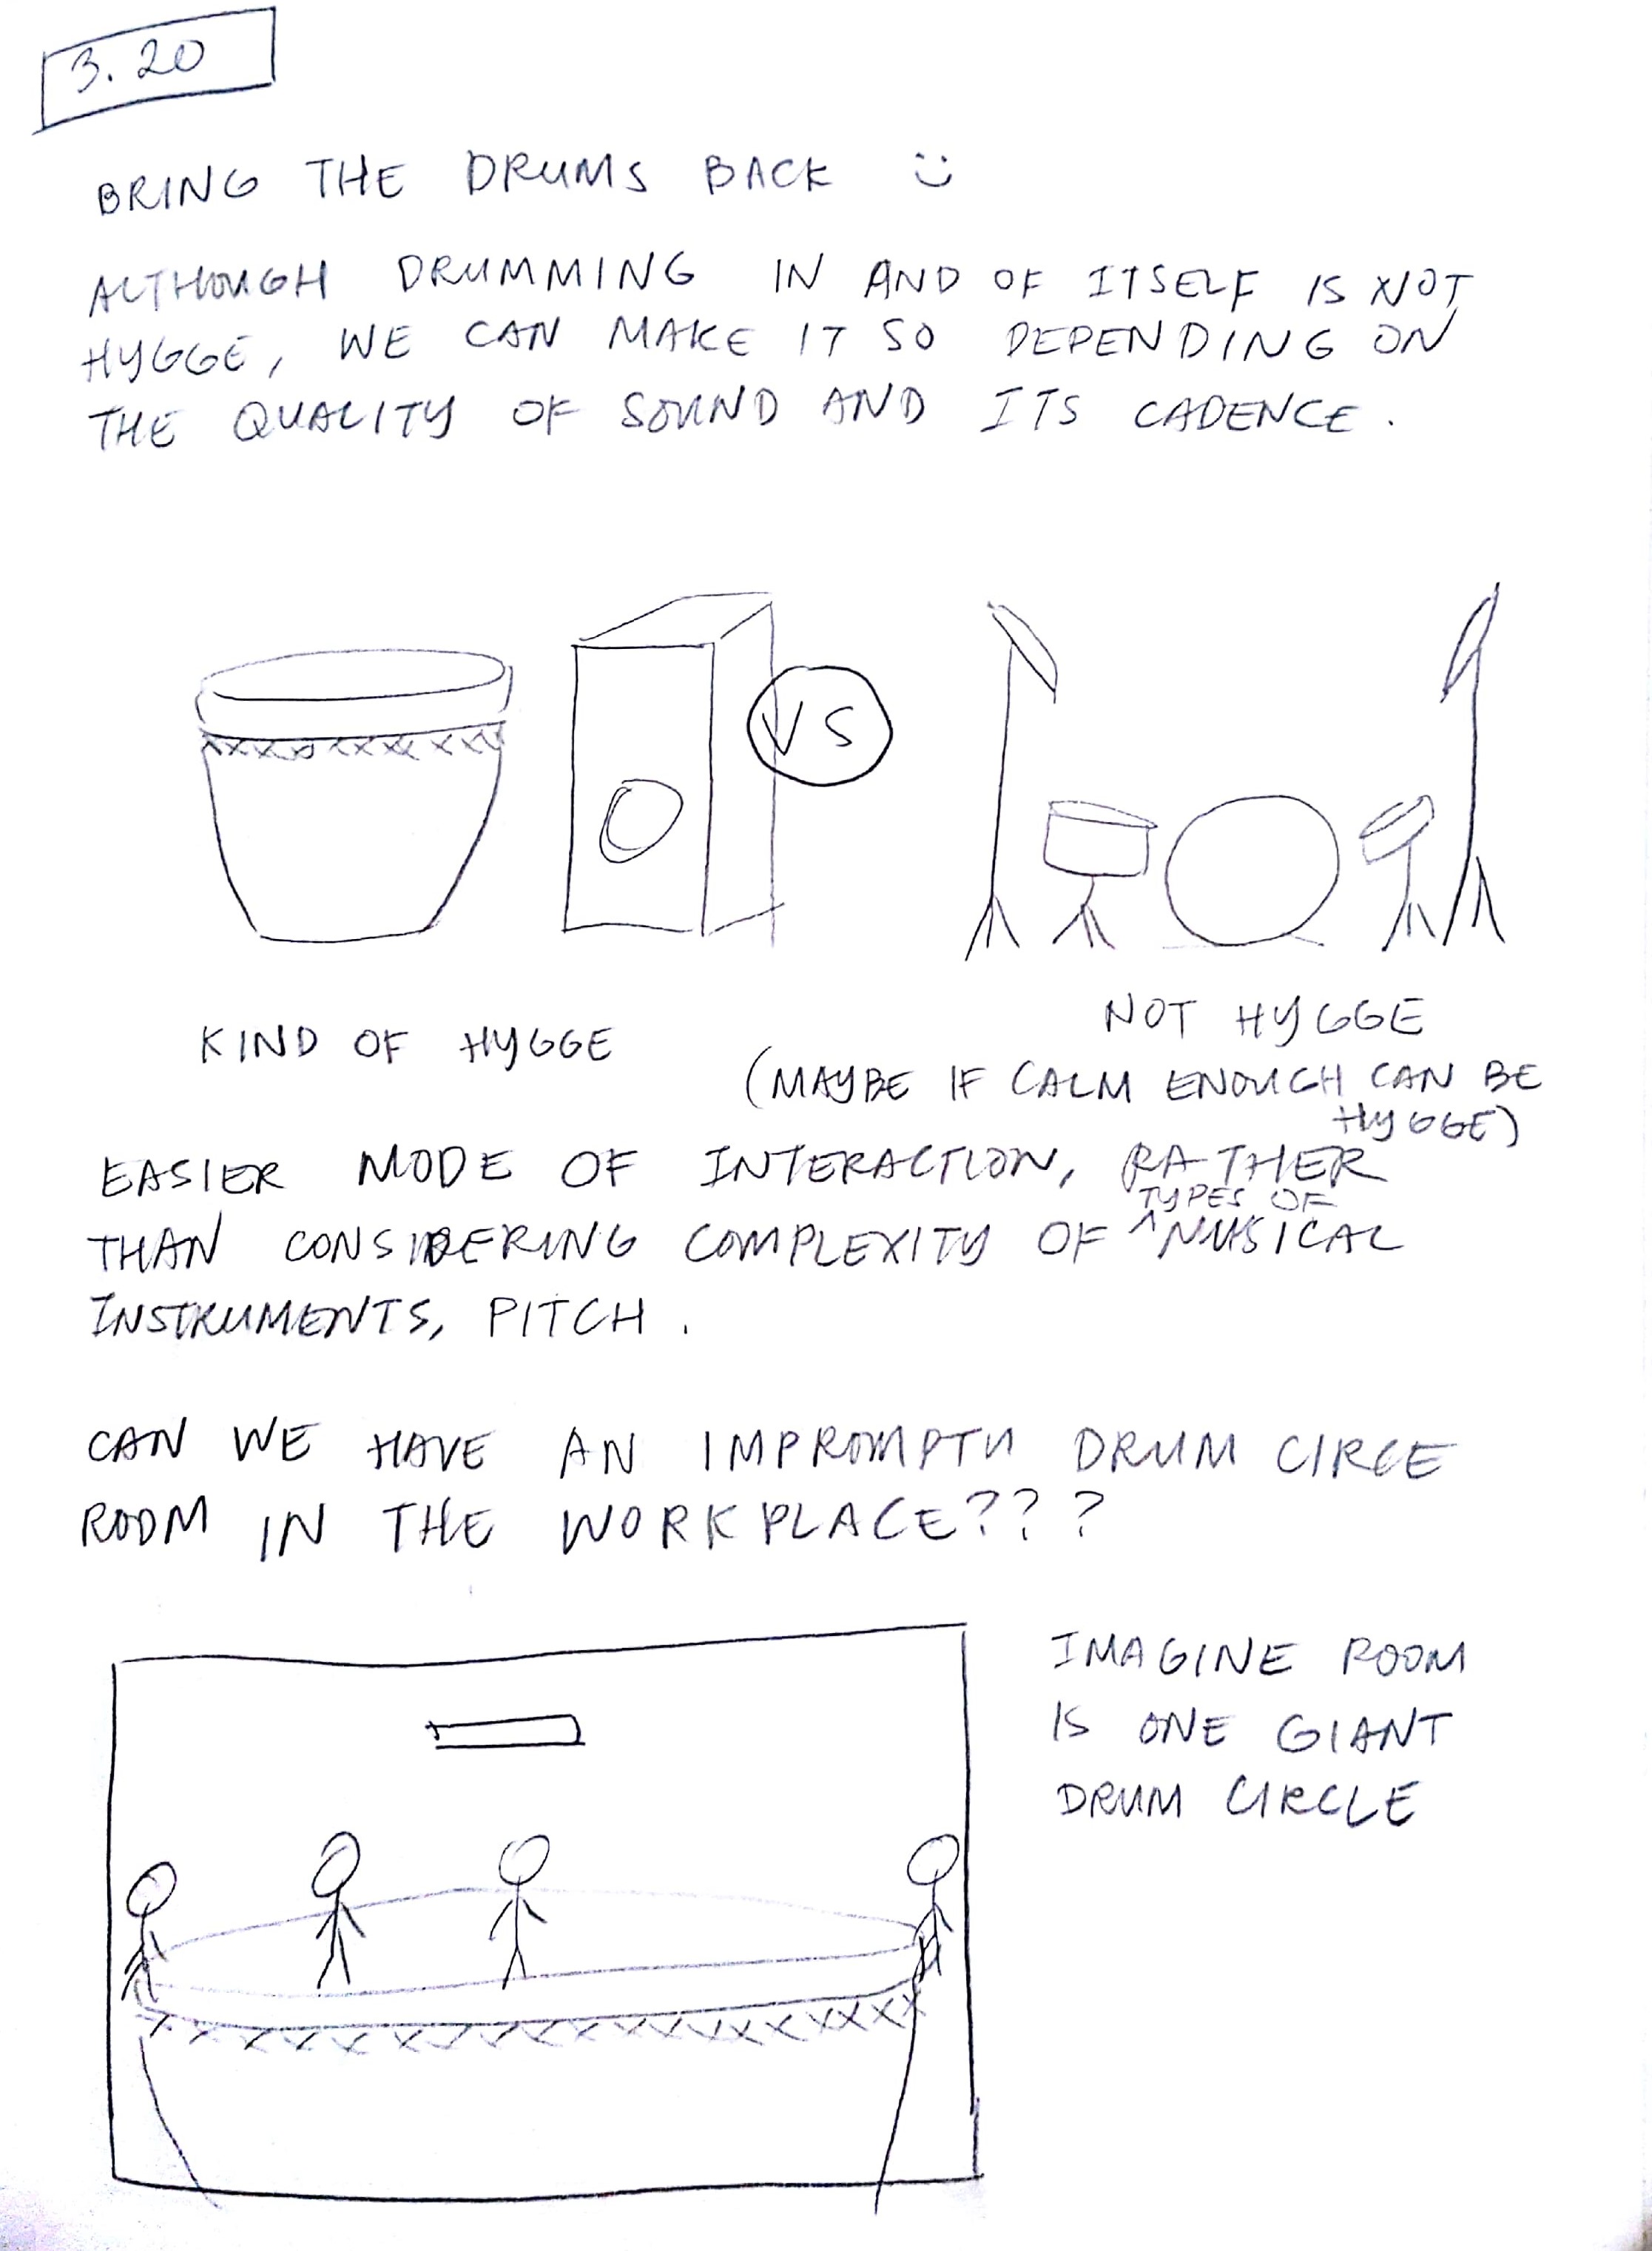 3.20
BRING THE DRUMS BACK :)
ALTHOUGH DRUMMING IN AND OF ITSELF IS NOT
HYGGE, WE CAN MAKE IT SO DEPENDING ON
THE QUALITY OF SOUND AND ITS CADENCE.
VS
KIND OF HYGGE
NOT HYGGE
(MAYBE IF CALM ENOUGH CAN BE
HYGGE)
EASIER MODE OF INTERACTION, RATHER
TYPES OF
THAN CONSIDERING COMPLEXITY OF ^MUSICAL
INSTRUMENTS, PITCH.
CAN WE HAVE AN IMPROMPTU DRUM CIRCE
ROOM IN THE WORKPLACE???
IMAGINE ROOM
IS ONE GIANT
DRUM CIRCLE